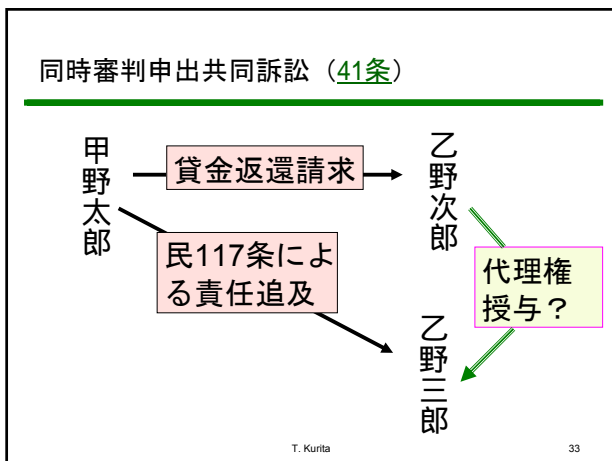 同時審判申出共同訴訟（41条）
甲野太郎
貸金返還請求
乙野次郎
民117条によ
る責任追及
代理権
授与？
乙野三郎
T. Kurita
33